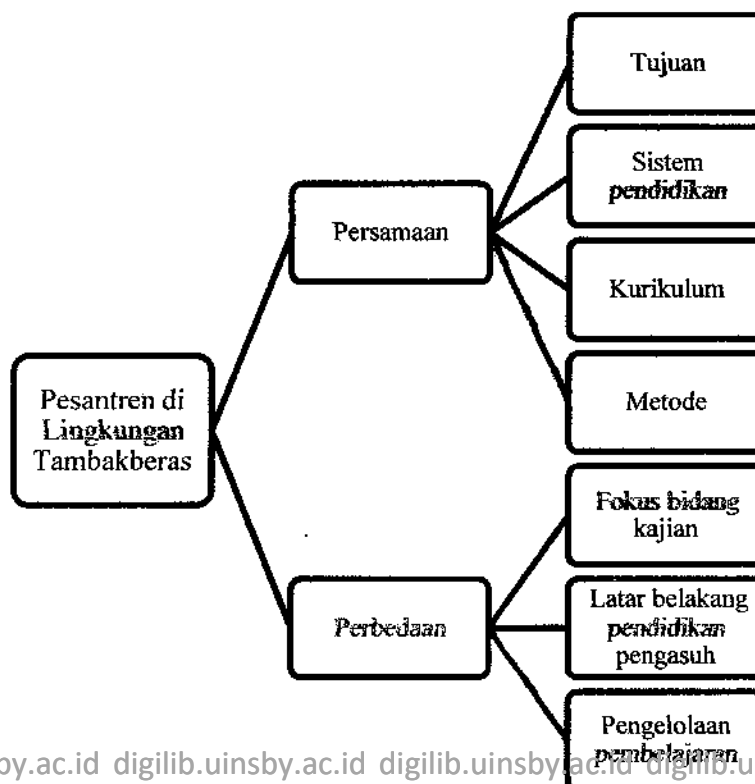 Tujuan
Sistem
pendidikan
Persamaan
Kurikulum
Metode
Pesantren di
Lingkungan
Tambakberas
Fokus bidang
kajian
Perbedaan
Latar belakang
pendidikan
pengasuh
Pengelolaan
pembelajaran
by.ac.id digilib.uinsby.ac.id digilib.uinsby.ac.id digilib.u